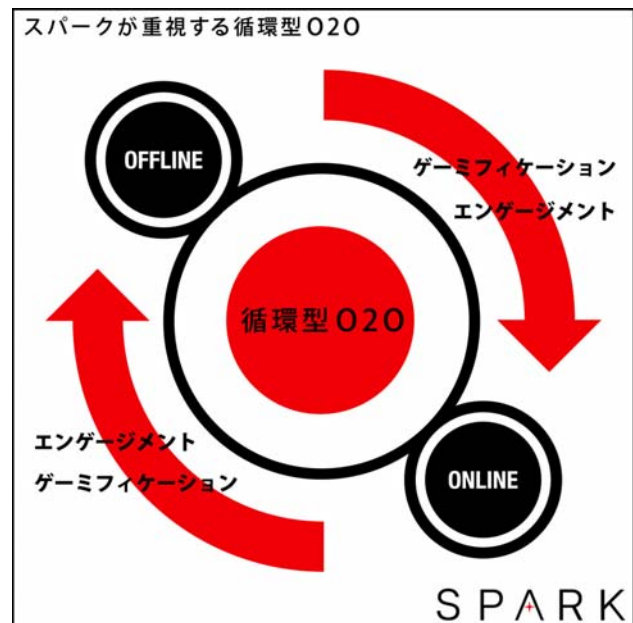 スパークが重視する循環型O2O
OFFLINE
ゲーミフィケーション
エンゲージメント
循環型O2O
エンゲージメント
ゲーミフィケーション
ONLINE
SPARK